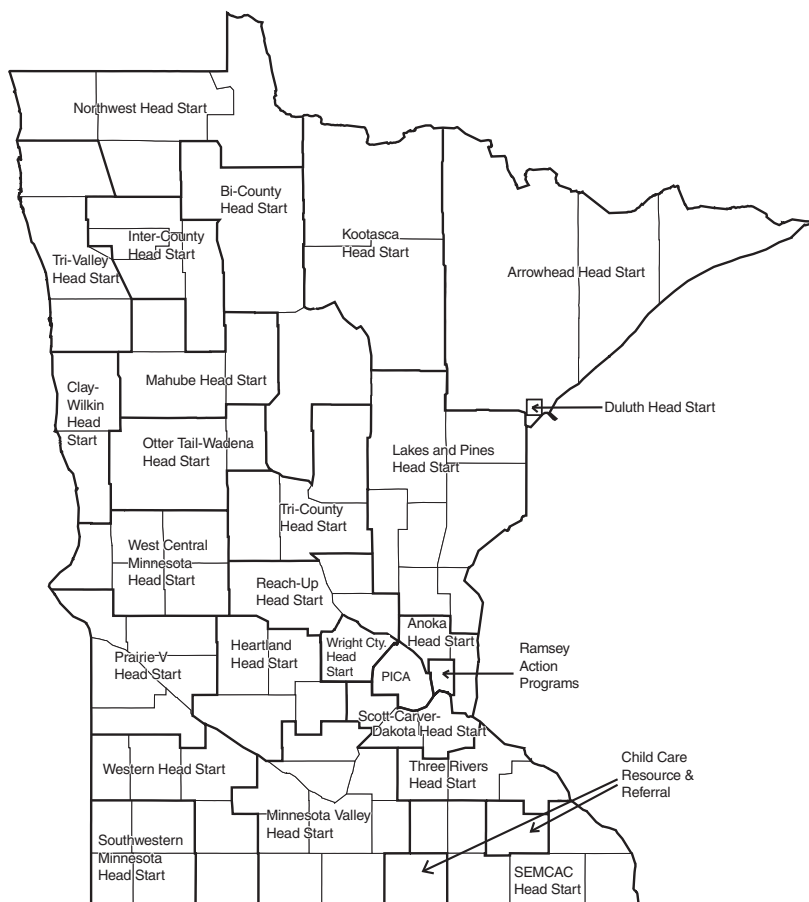 Northwest Head Start
Bi-County
Head Start
Inter-County
Head Start
Tri-Valley
Head Start
Kootasca
Head Start
Arrowhead Head Start
Clay-
Wilkin
Head
Start
Mahube Head Start
Duluth Head Start
Otter Tail-Wadena
Head Start
Lakes and Pines
Head Start
Tri-County
Head Start
West Central
Minnesota
Head Start
Reach-Up
Head Start
Anoka
Head Start
Prairie V
Head Start
Heartland
Head Start
Wright Cty.
Head
Start
PICA
Ramsey
Action
Programs
Scott-Carver-
Dakota Head Start
Western Head Start
Three Rivers
Head Start
Child Care
Resource &
Referral
Minnesota Valley
Head Start
Southwestern
Minnesota
Head Start
SEMCAC
Head Start